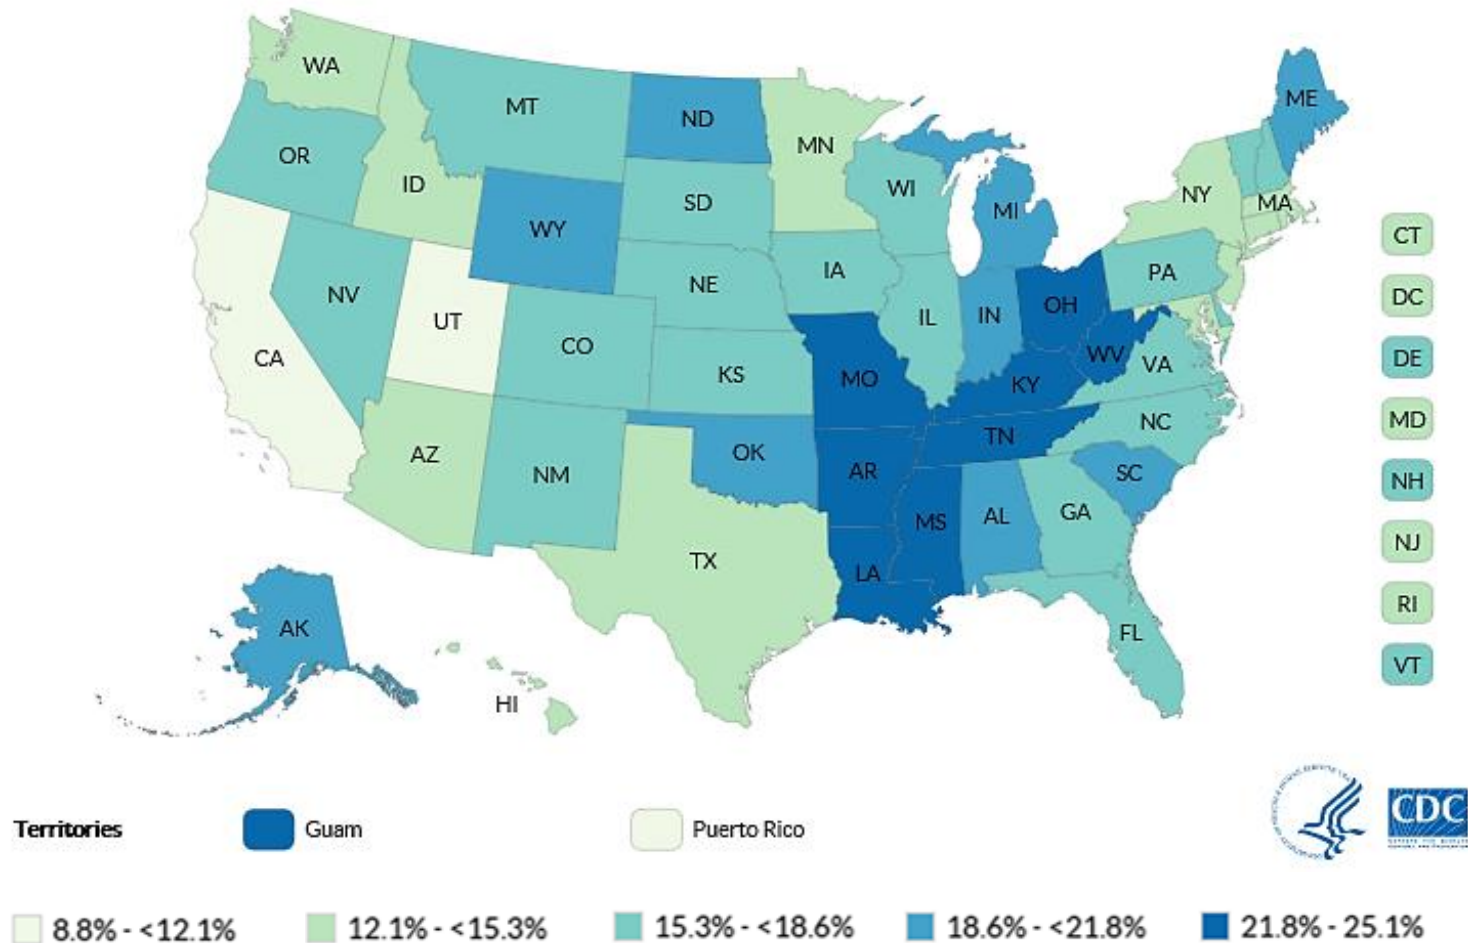 WA
MT
ND
MN
ME
OR
ID
SD
WI
MI
NY
MA
WY
NE
IA
PA
CT
NV
UT
CO
IL
IN
OH
DC
CA
KS
MO
KY
WV
VA
DE
AZ
NM
OK
AR
TN
NC
MD
TX
LA
MS
AL
GA
SC
NH
AK
HI
FL
NJ
RI
VT
Territories
Guam
Puerto Rico
CDC
8.8% - <12.1%
12.1% - <15.3%
15.3% - <18.6%
18.6% - <21.8%
21.8% - 25.1%